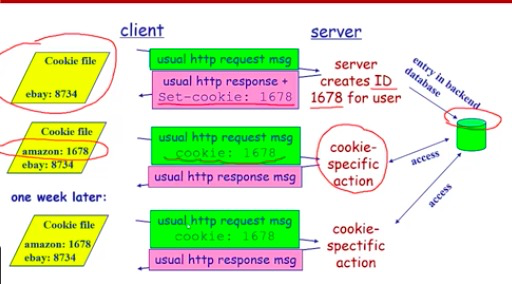 client
server
Cookie file
ebay: 8734
usual http request msg
usual http response +
Set-cookie: 1678
server
creates ID
1678 for user
entry in backend
database
Cookie file
amazon: 1678
ebay: 8734
usual http request msg
cookie: 1678
usual http response msg
cookie-
specific
action
access
one week later:
access
Cookie file
amazon: 1678
ebay: 8734
usual http request msg
cookie: 1678
usual http response msg
cookie-
spectific
action